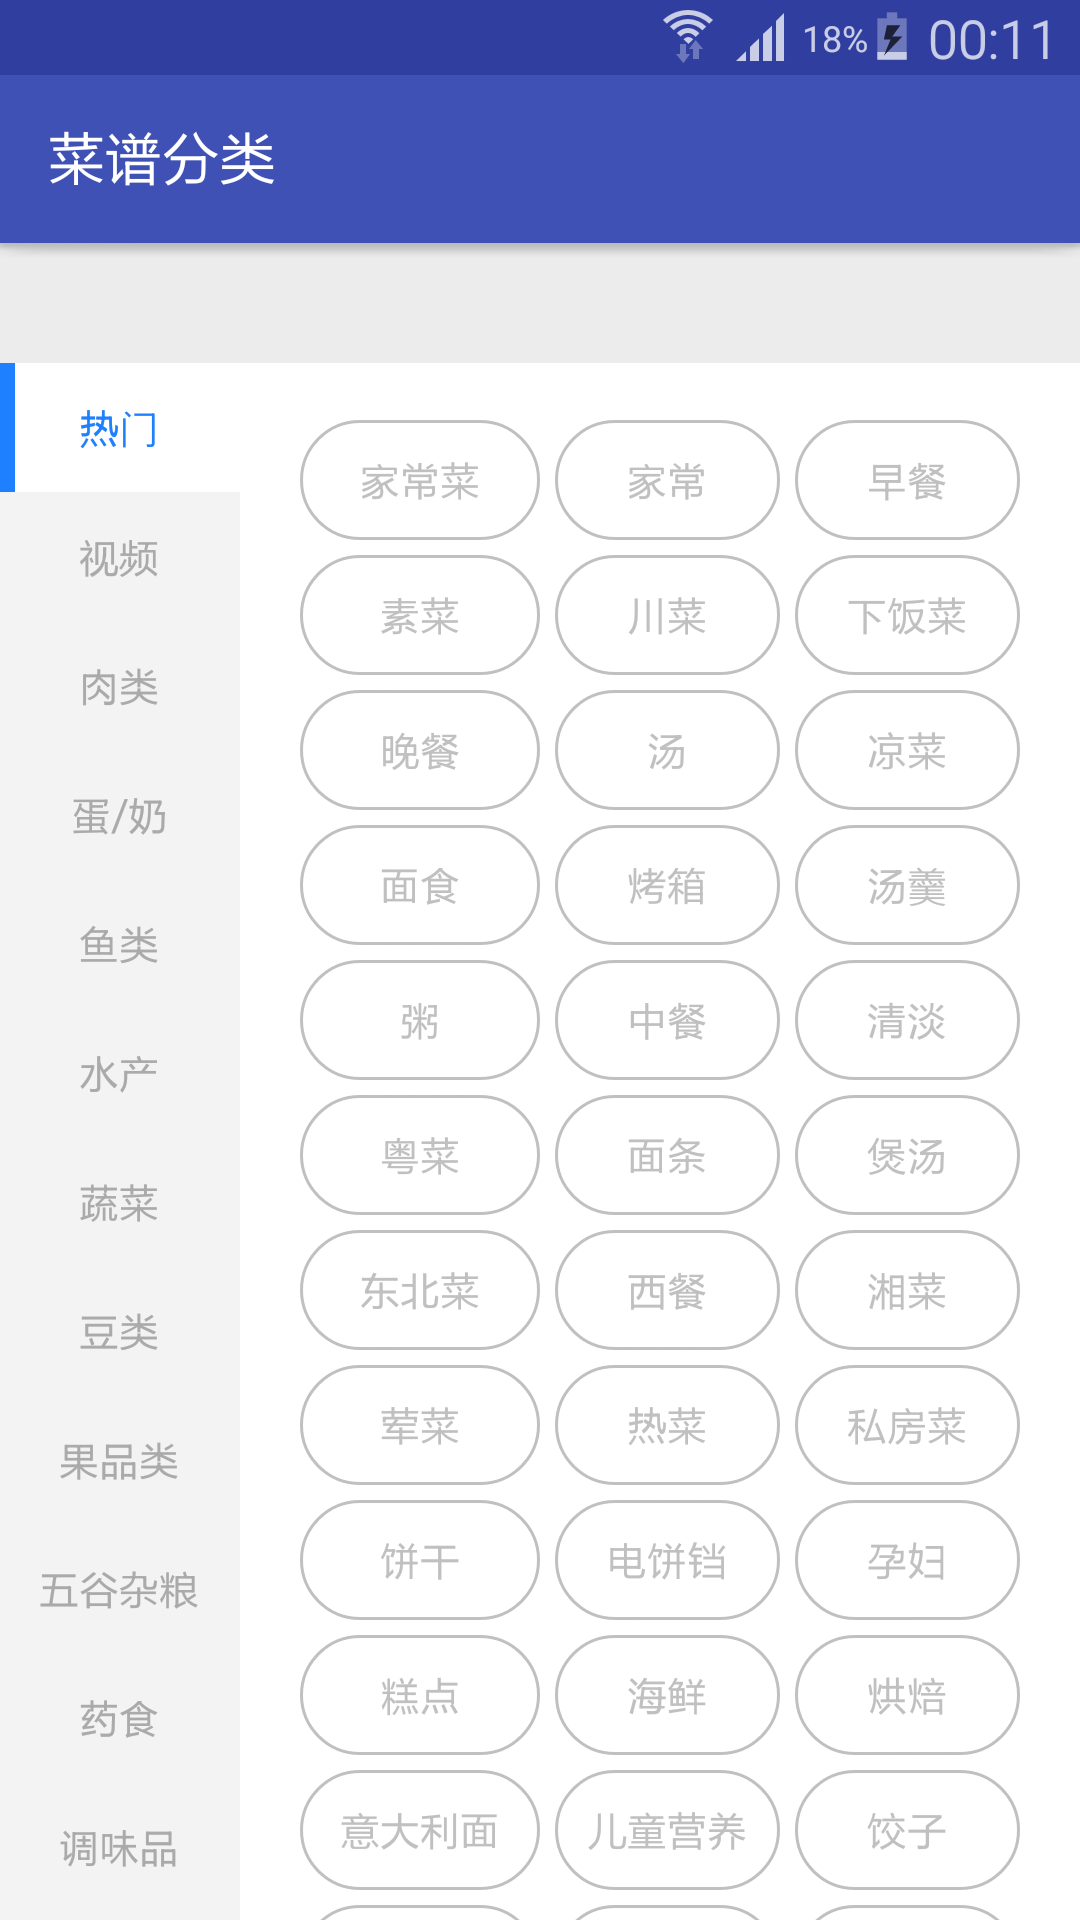 18% 00:11
菜谱分类
热门
视频
肉类
蛋/奶
鱼类
水产
蔬菜
豆类
果品类
五谷杂粮
药食
调味品
家常菜 家常 早餐
素菜 川菜 下饭菜
晚餐 汤 凉菜
面食 烤箱 汤羹
粥 中餐 清淡
粤菜 面条 煲汤
东北菜 西餐 湘菜
荤菜 热菜 私房菜
饼干 电饼铛 孕妇
糕点 海鲜 烘焙
意大利面 儿童营养 饺子